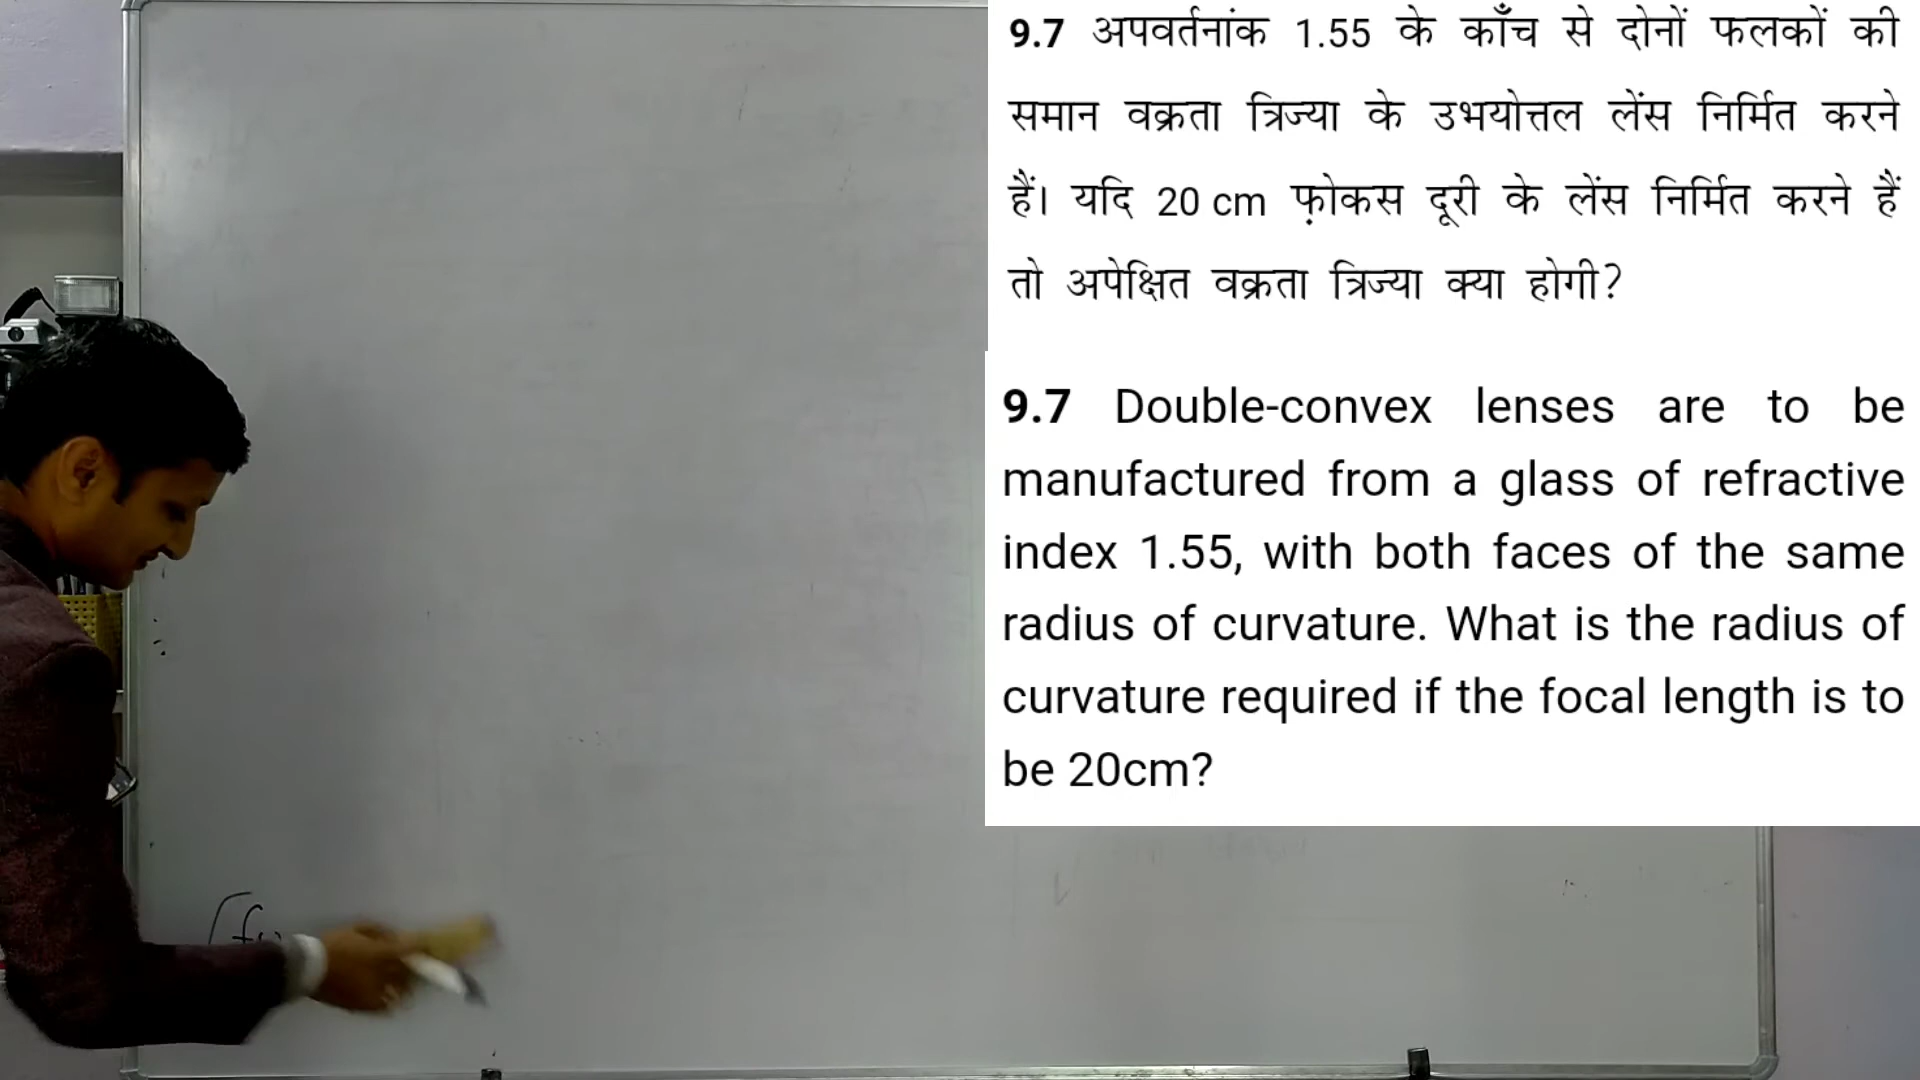 9.7 अपवर्तनांक 1.55 के काँच से दोनों फलकों की
समान वक्रता त्रिज्या के उभयोत्तल लेंस निर्मित करने
हैं। यदि 20 cm फ़ोकस दूरी के लेंस निर्मित करने हैं
तो अपेक्षित वक्रता त्रिज्या क्या होगी?
9.7 Double-convex lenses are to be
manufactured from a glass of refractive
index 1.55, with both faces of the same
radius of curvature. What is the radius of
curvature required if the focal length is to
be 20cm?